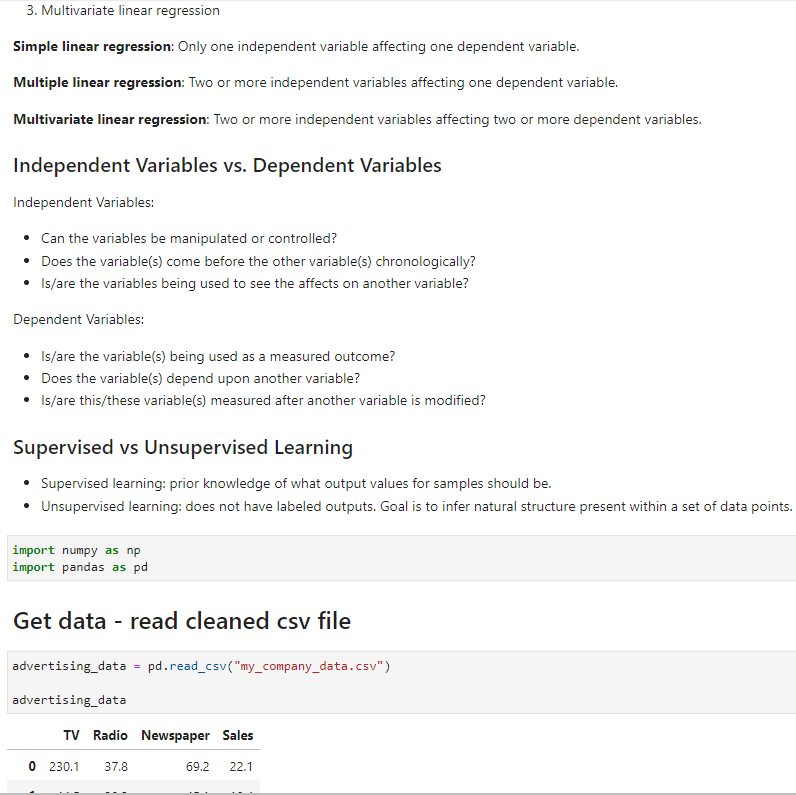 3. Multivariate linear regression
Simple linear regression: Only one independent variable affecting one dependent variable.
Multiple linear regression: Two or more independent variables affecting one dependent variable.
Multivariate linear regression: Two or more independent variables affecting two or more dependent variables.
Independent Variables vs. Dependent Variables
Independent Variables:
• Can the variables be manipulated or controlled?
• Does the variable(s) come before the other variable(s) chronologically?
• Is/are the variables being used to see the affects on another variable?
Dependent Variables:
• Is/are the variable(s) being used as a measured outcome?
• Does the variable(s) depend upon another variable?
• Is/are this/these variable(s) measured after another variable is modified?
Supervised vs Unsupervised Learning
• Supervised learning: prior knowledge of what output values for samples should be.
• Unsupervised learning: does not have labeled outputs. Goal is to infer natural structure present within a set of data points.
import numpy as np
import pandas as pd
Get data - read cleaned csv file
advertising_data = pd.read_csv("my_company_data.csv")
advertising_data
TV Radio Newspaper Sales
0 230.1 37.8 69.2 22.1